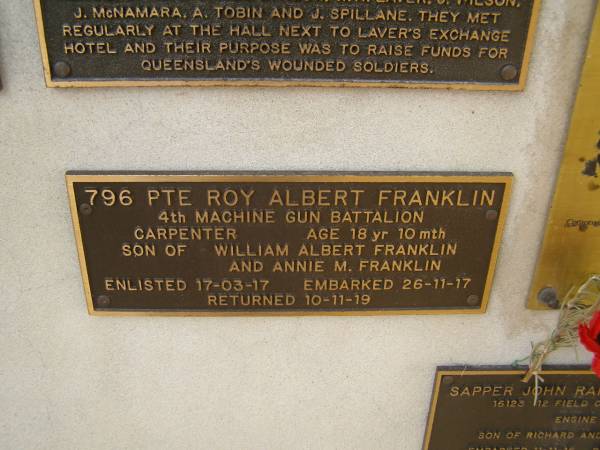 J. McNAMARA, A. TOBIN AND J. SPILLANE. THEY MET
REGULARLY AT THE HALL NEXT TO LAVER'S EXCHANGE
HOTEL AND THEIR PURPOSE WAS TO RAISE FUNDS FOR
QUEENSLAND'S WOUNDED SOLDIERS.
796 PTE ROY ALBERT FRANKLIN
4th MACHINE GUN BATTALION
CARPENTER AGE 18 yr 10 mth
SON OF WILLIAM ALBERT FRANKLIN
AND ANNIE M. FRANKLIN
ENLISTED 17-03-17 EMBARKED 26-11-17
RETURNED 10-11-19
SAPPER JOHN
16123 12 FIELD
ENGINE
SON OF RICHARD AND